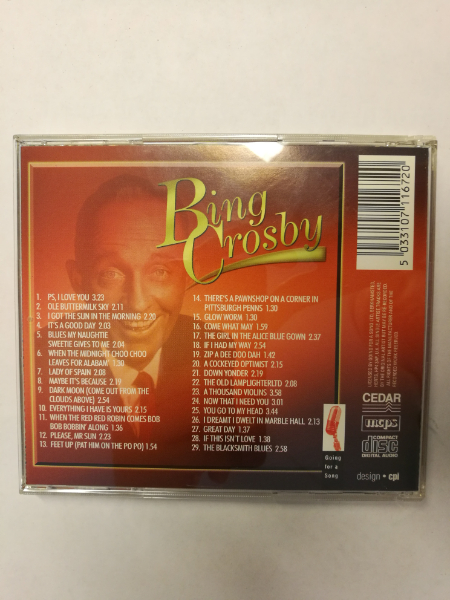 Bing
Crosby
1. PS, I LOVE YOU 3.23
2. OLE BUTTERMILK SKY 2.11
3. I GOT THE SUN IN THE MORNING 2.20
4. IT'S A GOOD DAY 2.03
5. BLUES MY NAUGHTIE
SWEETIE GIVES TO ME 2.04
6. WHEN THE MIDNIGHT CHOO CHOO
LEAVES FOR ALABAM' 1.30
7. LADY OF SPAIN 2.08
8. MAYBE IT'S BECAUSE 2.19
9. DARK MOON (COME OUT FROM THE
CLOUDS ABOVE) 2.54
10. EVERYTHING I HAVE IS YOURS 2.15
11. WHEN THE RED RED ROBIN COMES BOB
BOB BOBBIN' ALONG 1.36
12. PLEASE, MR SUN 2.23
13. FEET UP (PAT HIM ON THE PO PO) 1.54
14. THERE'S A PAWNSHOP ON A CORNER IN
PITTSBURGH PENNS 1.30
15. GLOW WORM 1.30
16. COME WHAT MAY 1.59
17. THE GIRL IN THE ALICE BLUE GOWN 2.37
18. IF I HAD MY WAY 2.54
19. ZIP A DEE DOO DAH 1.42
20. A COCKEYED OPTIMIST 2.15
21. DOWN YONDER 2.19
22. THE OLD LAMPLIGHTERLTD 2.24
23. A THOUSAND VIOLINS 3.58
24. NOW THAT I NEED YOU 3.01
25. YOU GO TO MY HEAD 3.44
26. I DREAMT I DWELT IN MARBLE HALL 2.13
27. GREAT DAY 1.37
28. IF THIS ISN'T LOVE 1.38
29. THE BLACKSMITH BLUES 2.58
5 033107 116720
CEDAR
mcps
COMPACT
disc
DIGITAL AUDIO
Going
for a
Song
design • cpi